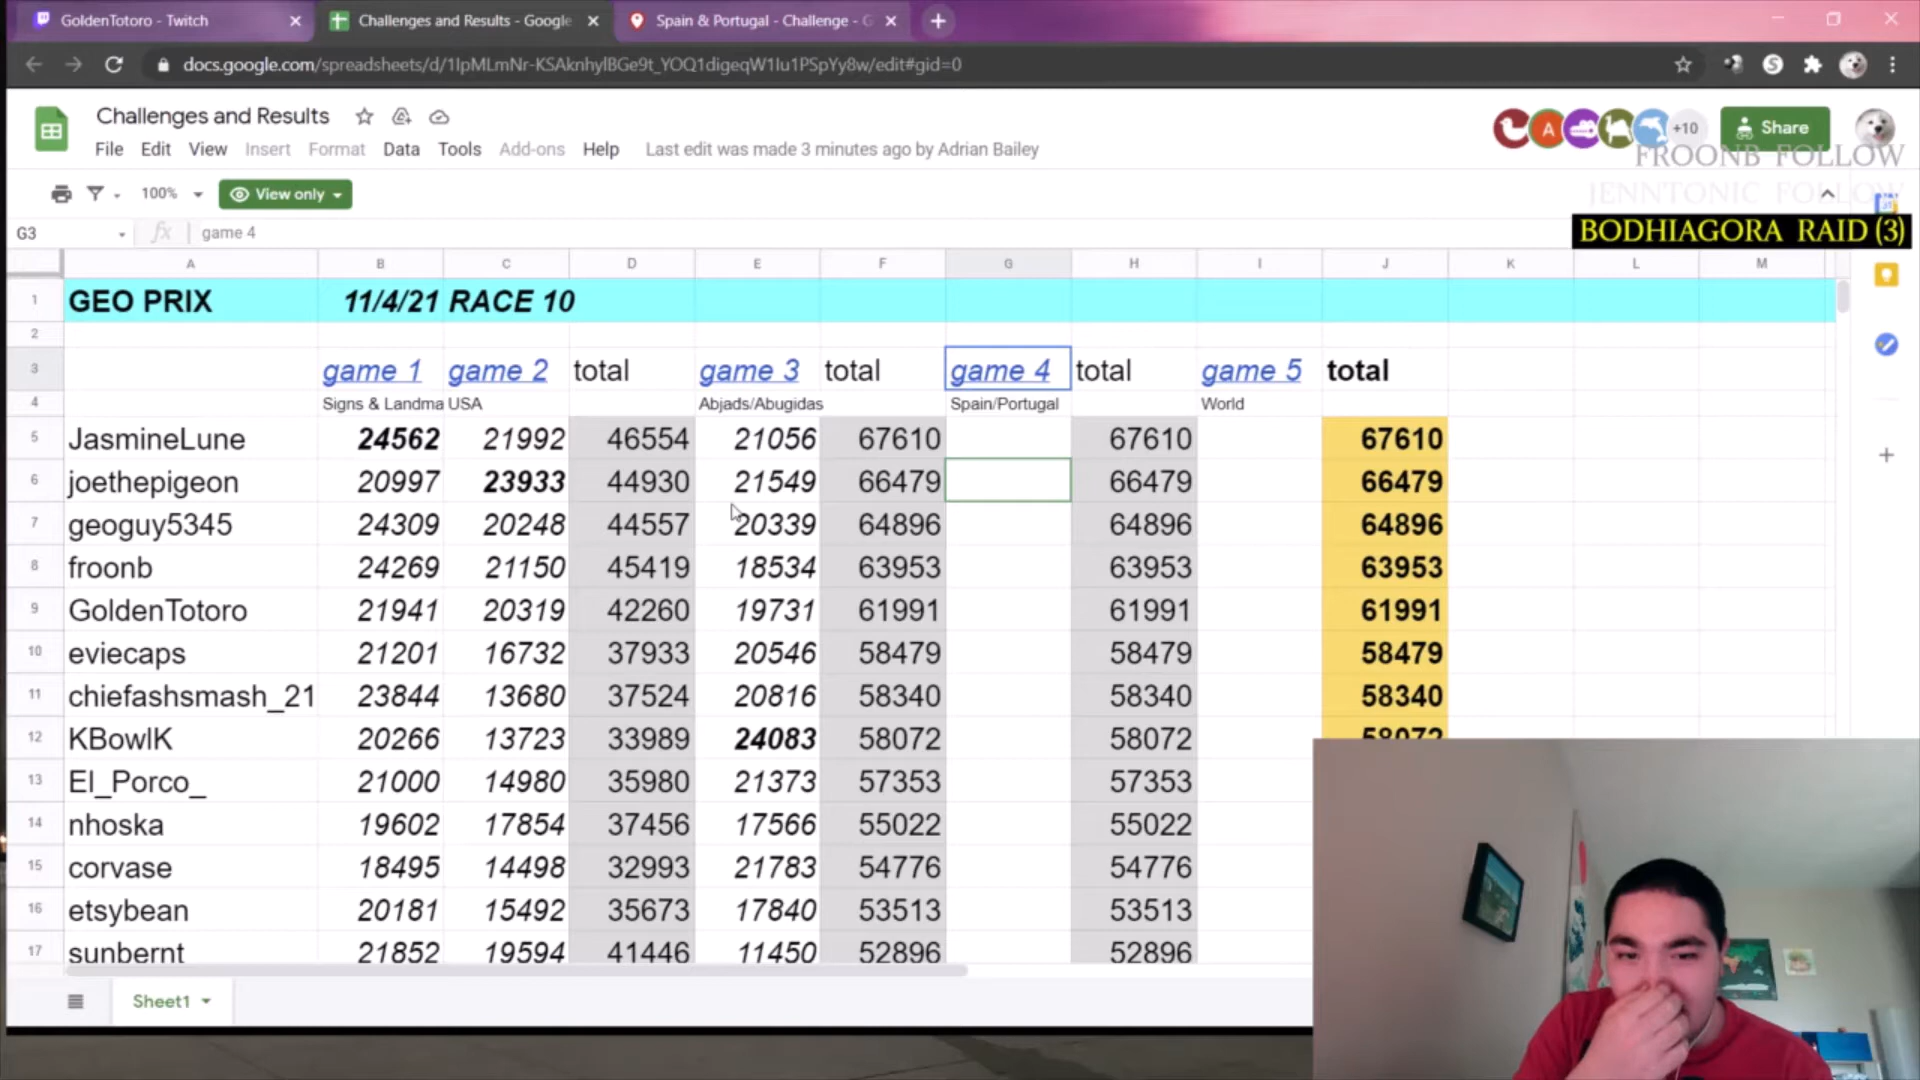 GoldenTotoro - Twitch
Challenges and Results - Google
Spain & Portugal - Challenge - G
docs.google.com/spreadsheets/d/1IpMLmNr-KSAknhylBGe9t_YOQ1digeqW1Iu1PSpYy8w/edit#gid=0
Challenges and Results
+10
Share
File Edit View Insert Format Data Tools Add-ons Help Last edit was made 3 minutes ago by Adrian Bailey
FROONB FOLLOW
100% View only
JENNTONIC FOLLOW
BODHIAGORA RAID (3)
G3 fx game 4
A B C D E F G H I J K L M
1 GEO PRIX 11/4/21 RACE 10
2
3 game 1 game 2 total game 3 total game 4 total game 5 total
4 Signs & Landma USA Abjads/Abugidas Spain/Portugal World
5 JasmineLune 24562 21992 46554 21056 67610 67610 67610
6 joethepigeon 20997 23933 44930 21549 66479 66479 66479
7 geoguy5345 24309 20248 44557 20339 64896 64896 64896
8 froonb 24269 21150 45419 18534 63953 63953 63953
9 GoldenTotoro 21941 20319 42260 19731 61991 61991 61991
10 eviecaps 21201 16732 37933 20546 58479 58479 58479
11 chiefashsmash_21 23844 13680 37524 20816 58340 58340 58340
12 KBowlK 20266 13723 33989 24083 58072 58072 58072
13 El_Porco_ 21000 14980 35980 21373 57353 57353
14 nhoska 19602 17854 37456 17566 55022 55022
15 corvase 18495 14498 32993 21783 54776 54776
16 etsybean 20181 15492 35673 17840 53513 53513
17 sunbernt 21852 19594 41446 11450 52896 52896
Sheet1